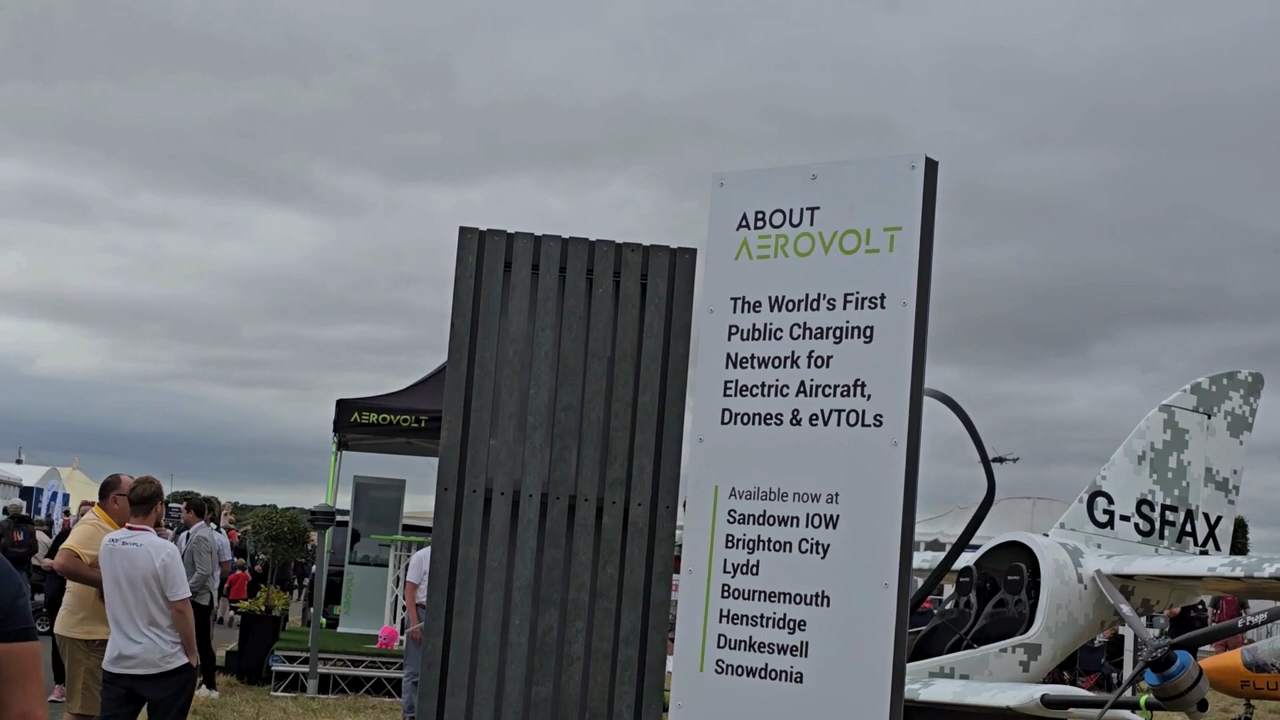 ABOUT
AEROVOLT
The World's First
Public Charging
Network for
Electric Aircraft,
Drones & eVTOLs
Available now at
Sandown IOW
Brighton City
Lydd
Bournemouth
Henstridge
Dunkeswell
Snowdonia
AEROVOLT
G-SFAX
E-Props